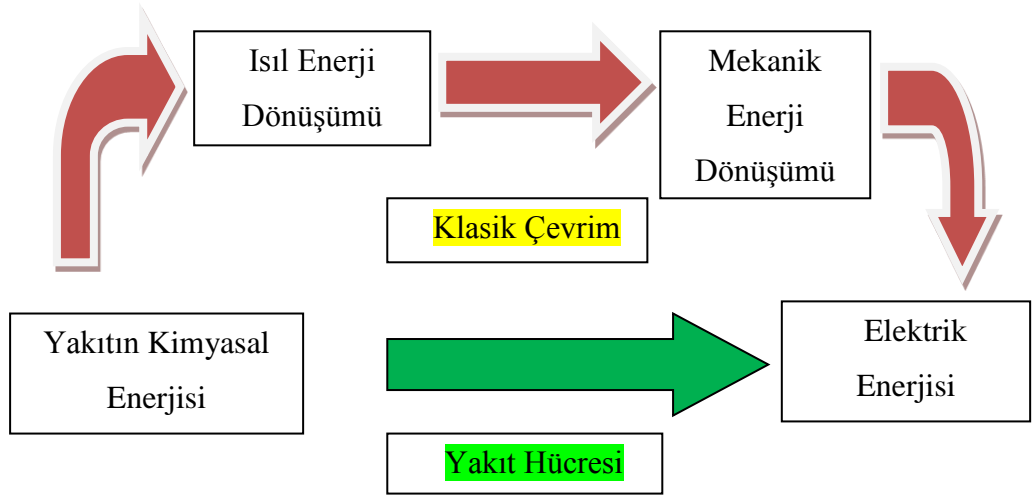 Isıl Enerji
Dönüşümü
Mekanik
Enerji
Dönüşümü
Klasik Çevrim
Yakıtın Kimyasal
Enerjisi
Elektrik
Enerjisi
Yakıt Hücresi